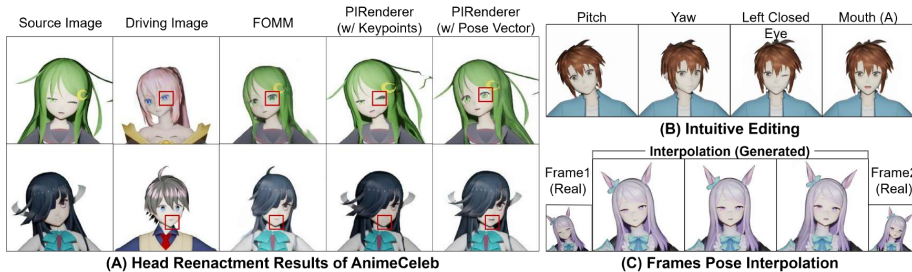 Source Image
Driving Image
FOMM
PIRenderer
(w/ Keypoints)
PIRenderer
(w/ Pose Vector)
(A) Head Reenactment Results of AnimeCeleb
Pitch
Yaw
Left Closed
Eye
Mouth (A)
(B) Intuitive Editing
Interpolation (Generated)
Frame1
(Real)
Frame2
(Real)
(C) Frames Pose Interpolation